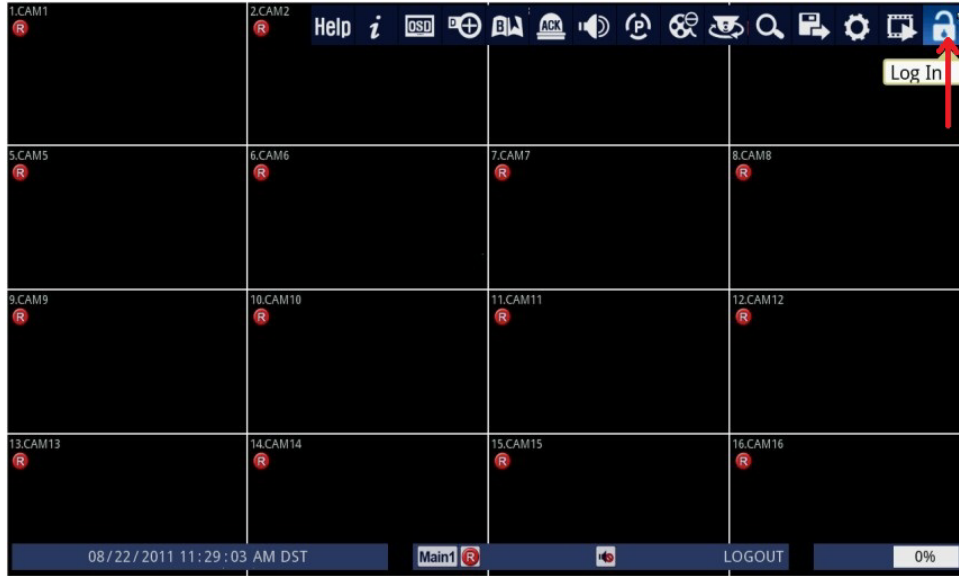 1.CAM1
2.CAM2
R
R
Help i OSD D B/W ACK P
Log In
5.CAM5
6.CAM6
7.CAM7
8.CAM8
R
R
R
R
9.CAM9
10.CAM10
11.CAM11
12.CAM12
R
R
R
R
13.CAM13
14.CAM14
15.CAM15
16.CAM16
R
R
R
R
08/22/2011 11:29:03 AM DST
Main1 R
LOGOUT
0%